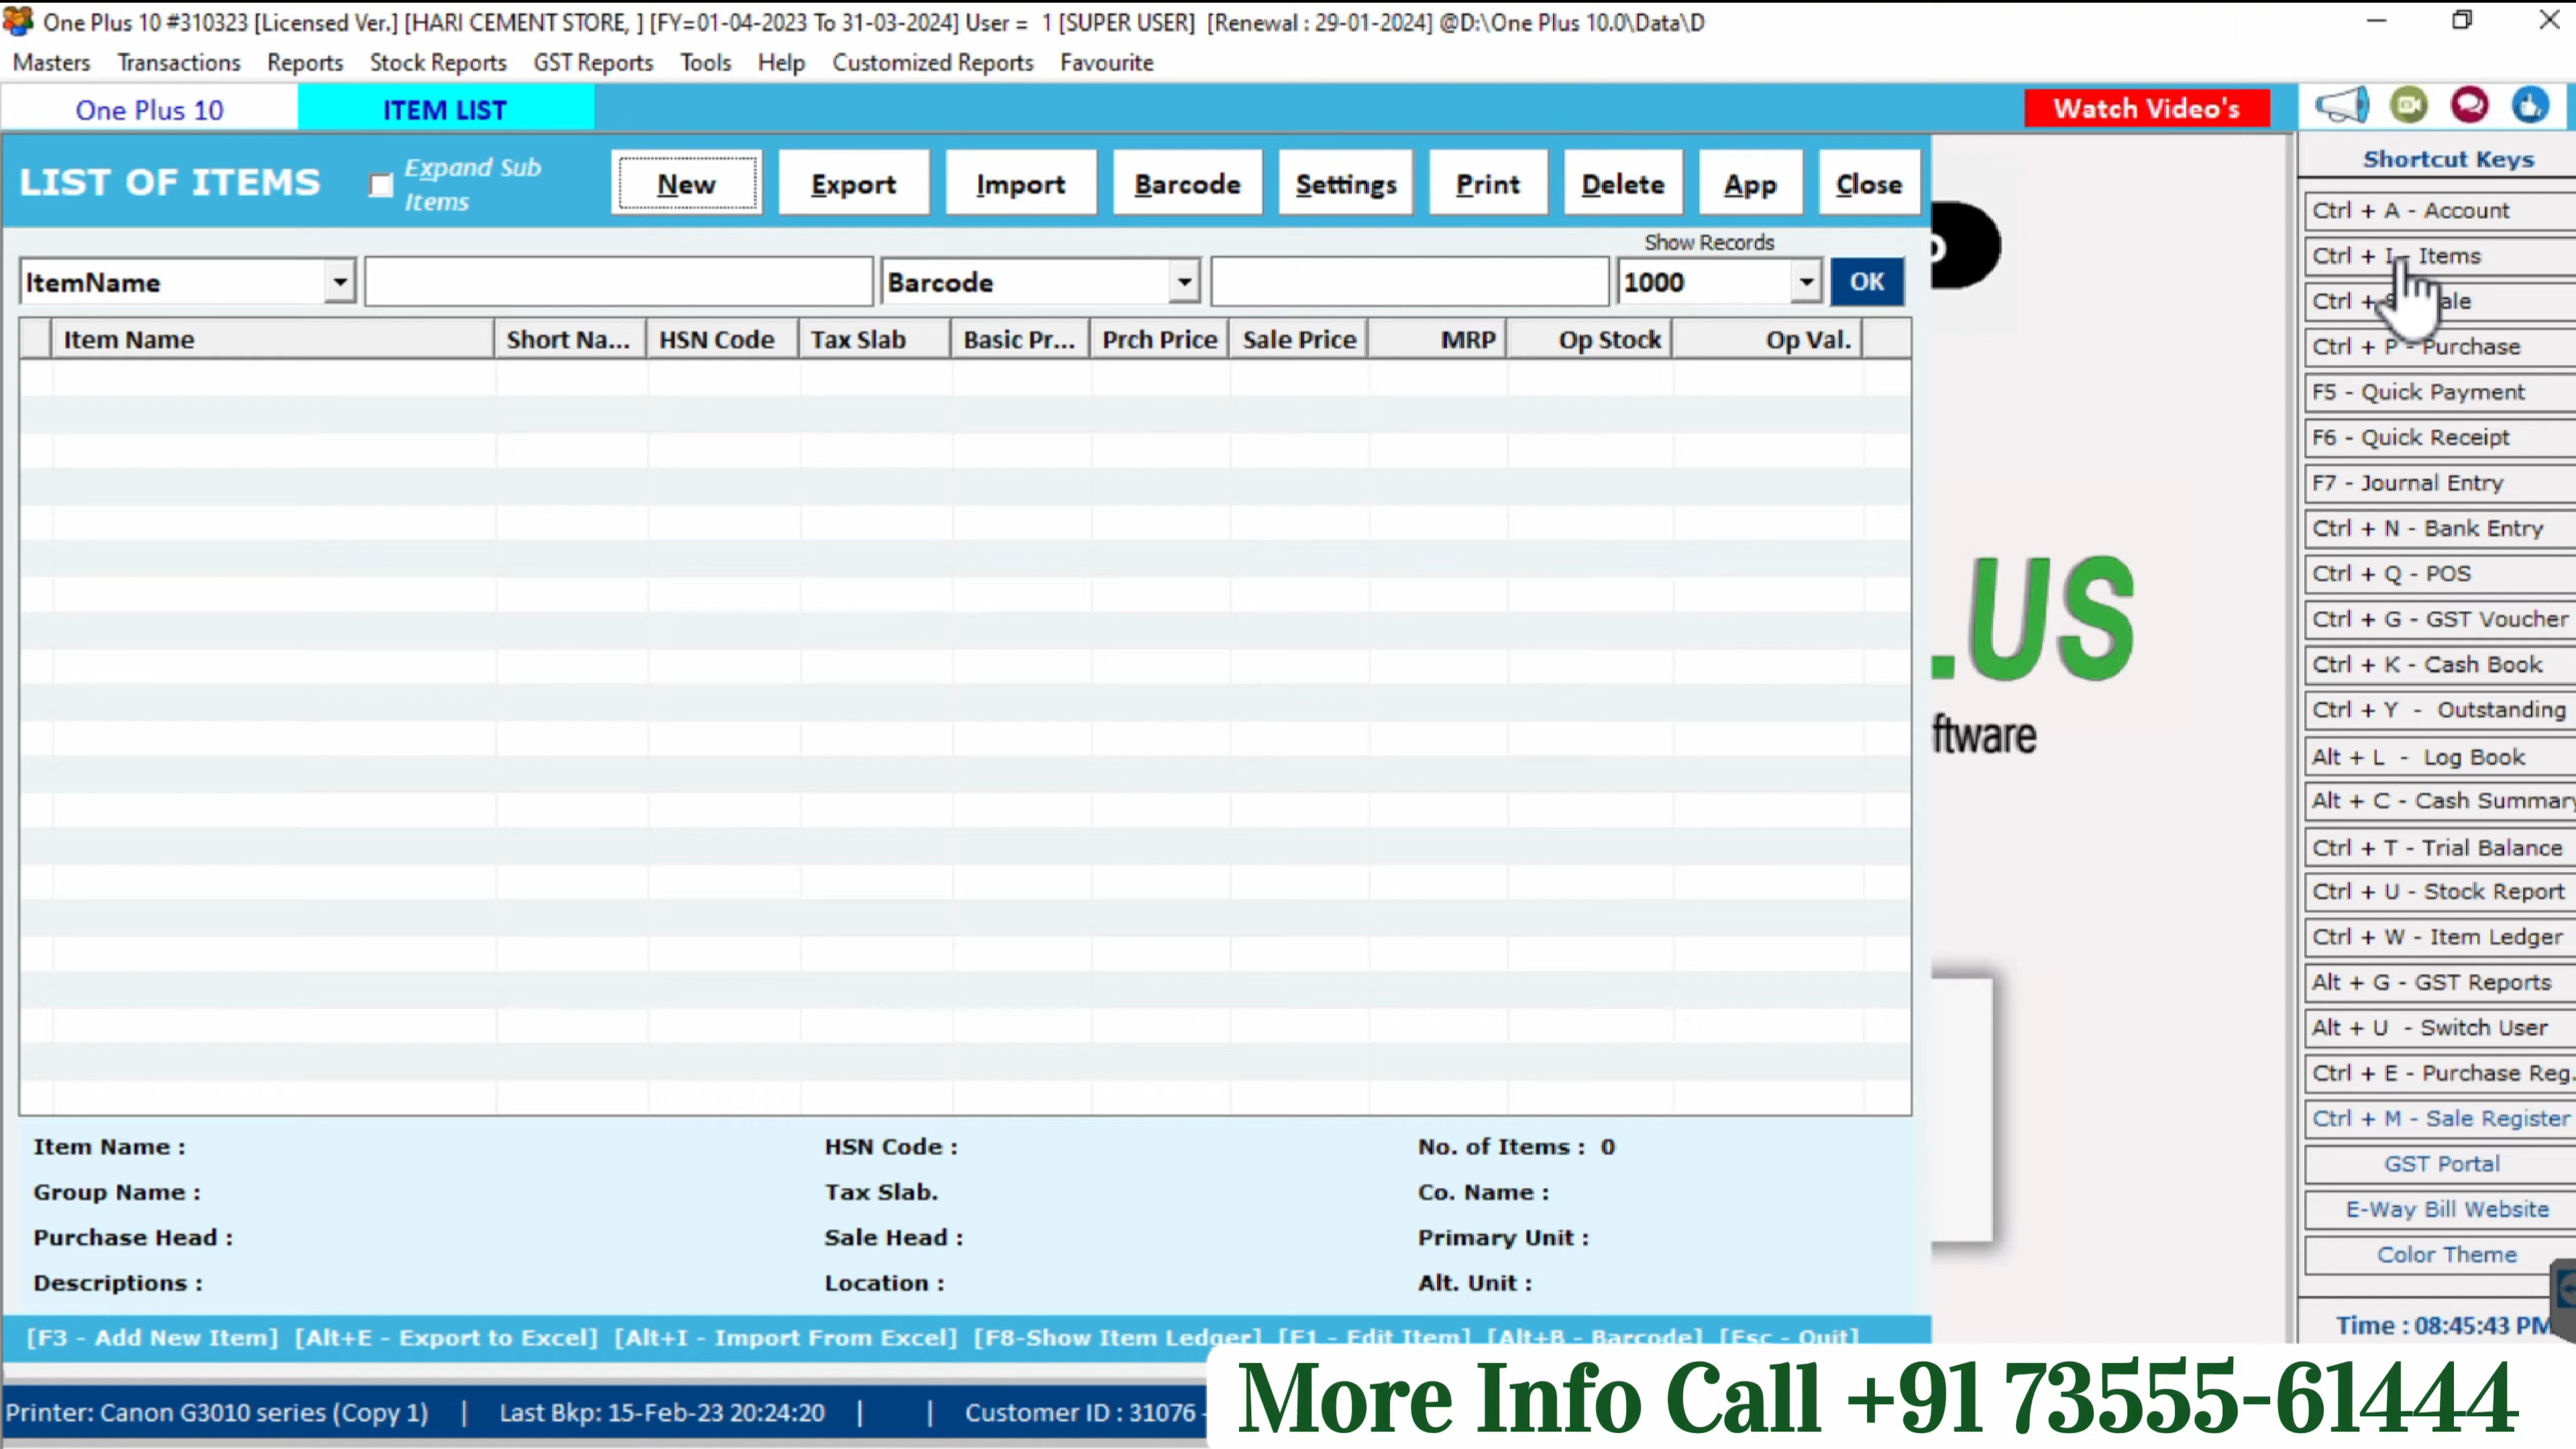 One Plus 10 #310323 [Licensed Ver.] [HARI CEMENT STORE, ] [FY=01-04-2023 To 31-03-2024] User = 1 [SUPER USER] [Renewal : 29-01-2024] @D:\One Plus 10.0\Data\D
Masters Transactions Reports Stock Reports GST Reports Tools Help Customized Reports Favourite
One Plus 10 ITEM LIST Watch Video's
LIST OF ITEMS Expand Sub Items New Export Import Barcode Settings Print Delete App Close
Show Records
ItemName Barcode 1000 OK
Item Name Short Na... HSN Code Tax Slab Basic Pr... Prch Price Sale Price MRP Op Stock Op Val.
.US
ftware
Item Name : HSN Code : No. of Items : 0
Group Name : Tax Slab. Co. Name :
Purchase Head : Sale Head : Primary Unit :
Descriptions : Location : Alt. Unit :
[F3 - Add New Item] [Alt+E - Export to Excel] [Alt+I - Import From Excel] [F8-Show Item Ledger] [F1 - Edit Item] [Alt+B - Barcode] [Esc - Quit]
Printer: Canon G3010 series (Copy 1) | Last Bkp: 15-Feb-23 20:24:20 | | Customer ID : 31076 -
Shortcut Keys
Ctrl + A - Account
Ctrl + I - Items
Ctrl +
Ctrl + P - Purchase
F5 - Quick Payment
F6 - Quick Receipt
F7 - Journal Entry
Ctrl + N - Bank Entry
Ctrl + Q - POS
Ctrl + G - GST Voucher
Ctrl + K - Cash Book
Ctrl + Y - Outstanding
Alt + L - Log Book
Alt + C - Cash Summary
Ctrl + T - Trial Balance
Ctrl + U - Stock Report
Ctrl + W - Item Ledger
Alt + G - GST Reports
Alt + U - Switch User
Ctrl + E - Purchase Reg.
Ctrl + M - Sale Register
GST Portal
E-Way Bill Website
Color Theme
Time : 08:45:43 PM
More Info Call +91 73555-61444